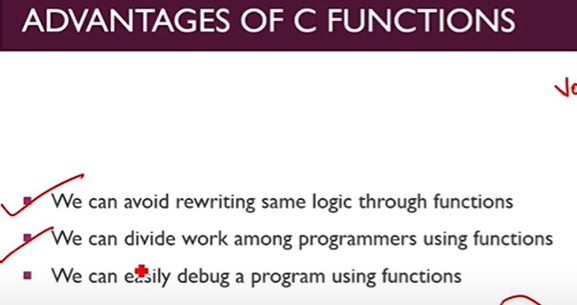 ADVANTAGES OF C FUNCTIONS
We can avoid rewriting same logic through functions
We can divide work among programmers using functions
We can easily debug a program using functions